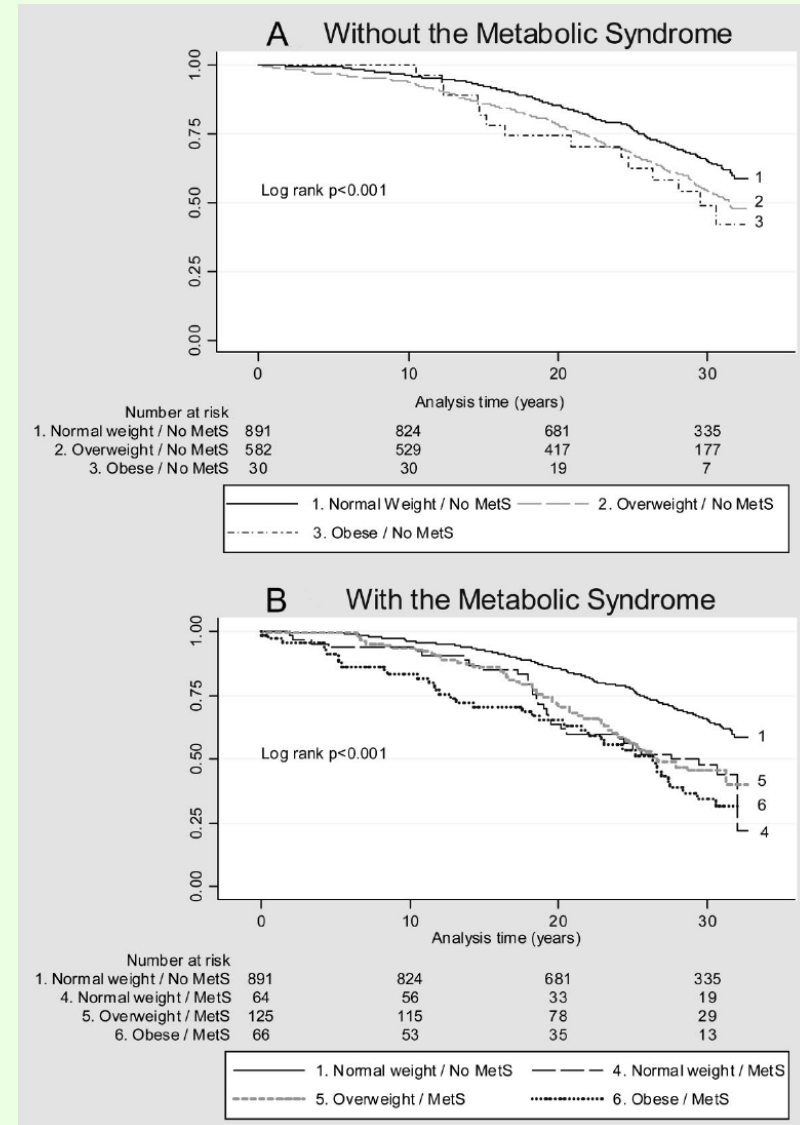 A Without the Metabolic Syndrome
1.00
0.75
0.50
0.25
0.00
Log rank p<0.001
1
2
3
0 10 20 30
Analysis time (years)
Number at risk
1. Normal weight / No MetS 891 824 681 335
2. Overweight / No MetS 582 529 417 177
3. Obese / No MetS 30 30 19 7
1. Normal Weight / No MetS 2. Overweight / No MetS
3. Obese / No MetS
B With the Metabolic Syndrome
1.00
0.75
0.50
0.25
0.00
Log rank p<0.001
1
5
6
4
0 10 20 30
Analysis time (years)
Number at risk
1. Normal weight / No MetS 891 824 681 335
4. Normal weight / MetS 64 56 33 19
5. Overweight / MetS 125 115 78 29
6. Obese / MetS 66 53 35 13
1. Normal weight / No MetS 4. Normal weight / MetS
5. Overweight / MetS 6. Obese / MetS